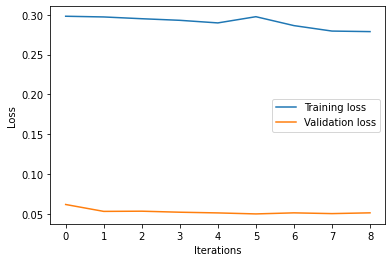 0.30
0.25
0.20
0.15
0.10
0.05
Loss
Training loss
Validation loss
0 1 2 3 4 5 6 7 8
Iterations